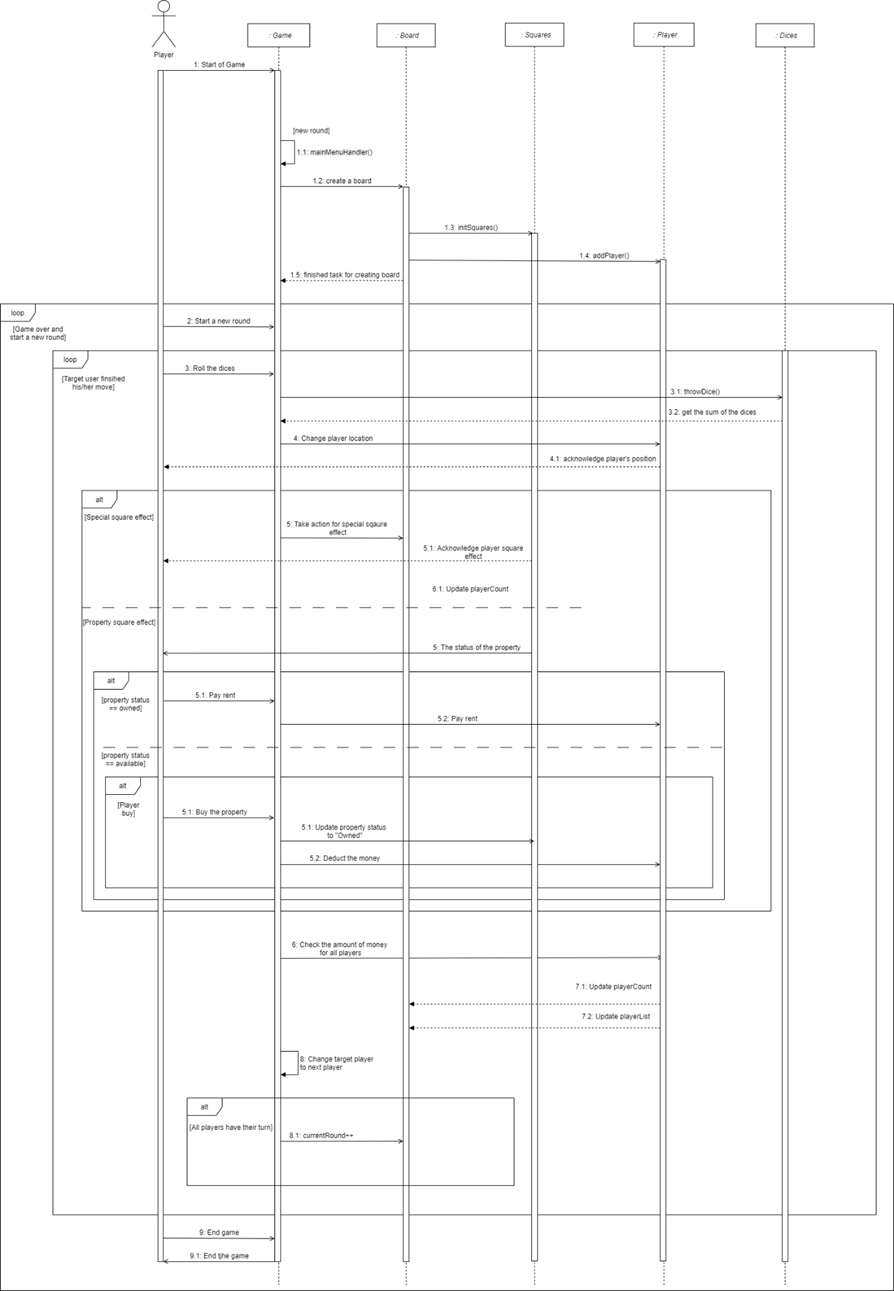 Player
: Game
: Board
: Squares
: Player
: Dices
1: Start of Game
[new round]
1.1: mainMenuHandler()
1.2: create a board
1.3: initSquares()
1.4: addPlayer()
1.5: finished task for creating board
loop
[Game over and
start a new round]
2: Start a new round
loop
[Target user finsihed
his/her move]
3: Roll the dices
3.1: throwDice()
3.2: get the sum of the dices
4: Change player location
4.1: acknowledge player's position
alt
[Special square effect]
5: Take action for special sqaure
effect
5.1: Acknowledge player square
effect
6.1: Update playerCount
[Property square effect]
5: The status of the property
alt
[property status
== owned]
5.1: Pay rent
5.2: Pay rent
[property status
== available]
alt
[Player
buy]
5.1: Buy the property
5.1: Update property status
to "Owned"
5.2: Deduct the money
6: Check the amount of money
for all players
7.1: Update playerCount
7.2: Update playerList
8: Change target player
to next player
alt
[All players have their turn]
8.1: currentRound++
9: End game
9.1: End tjhe game